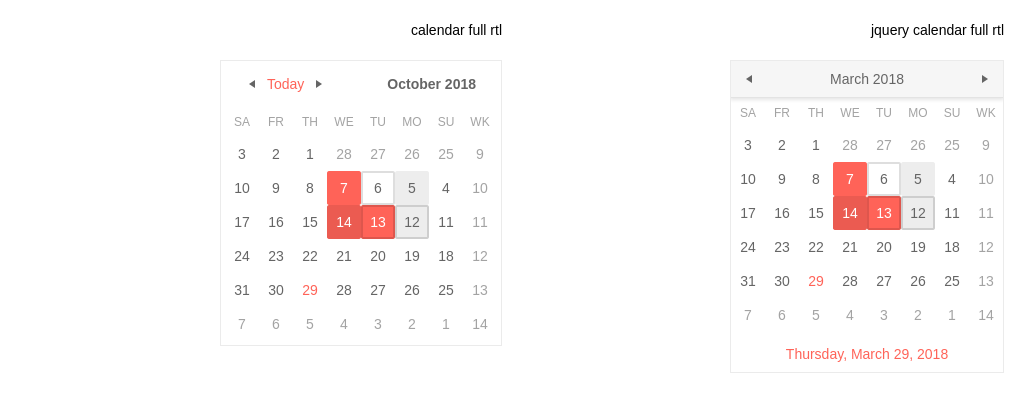 calendar full rtl
Today October 2018
SA FR TH WE TU MO SU WK
3 2 1 28 27 26 25 9
10 9 8 7 6 5 4 10
17 16 15 14 13 12 11 11
24 23 22 21 20 19 18 12
31 30 29 28 27 26 25 13
7 6 5 4 3 2 1 14
jquery calendar full rtl
March 2018
SA FR TH WE TU MO SU WK
3 2 1 28 27 26 25 9
10 9 8 7 6 5 4 10
17 16 15 14 13 12 11 11
24 23 22 21 20 19 18 12
31 30 29 28 27 26 25 13
7 6 5 4 3 2 1 14
Thursday, March 29, 2018